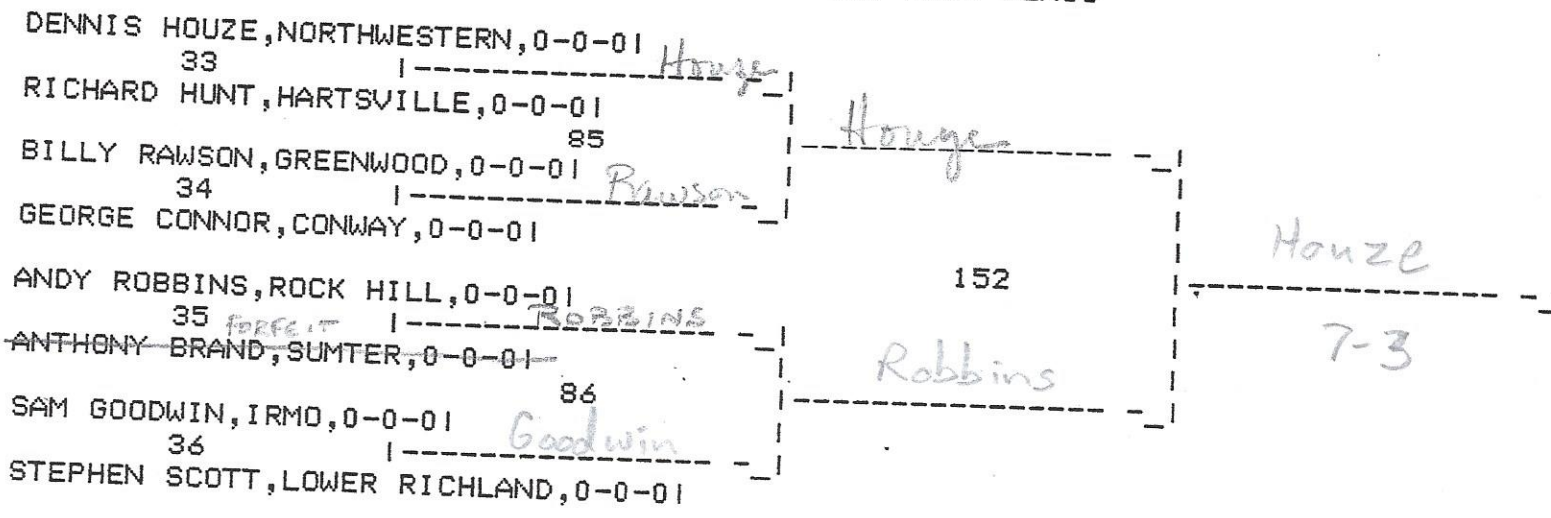 DENNIS HOUZE,NORTHWESTERN,0-0-0
33 Houze
RICHARD HUNT,HARTSVILLE,0-0-0
85 Houze
BILLY RAWSON,GREENWOOD,0-0-0
34 Rawson
GEORGE CONNOR,CONWAY,0-0-0
152 Houze
7-3
ANDY ROBBINS,ROCK HILL,0-0-0
35 FORFEIT ROBBINS
ANTHONY BRAND,SUMTER,0-0-0
86 Robbins
SAM GOODWIN,IRMO,0-0-0
36 Goodwin
STEPHEN SCOTT,LOWER RICHLAND,0-0-0